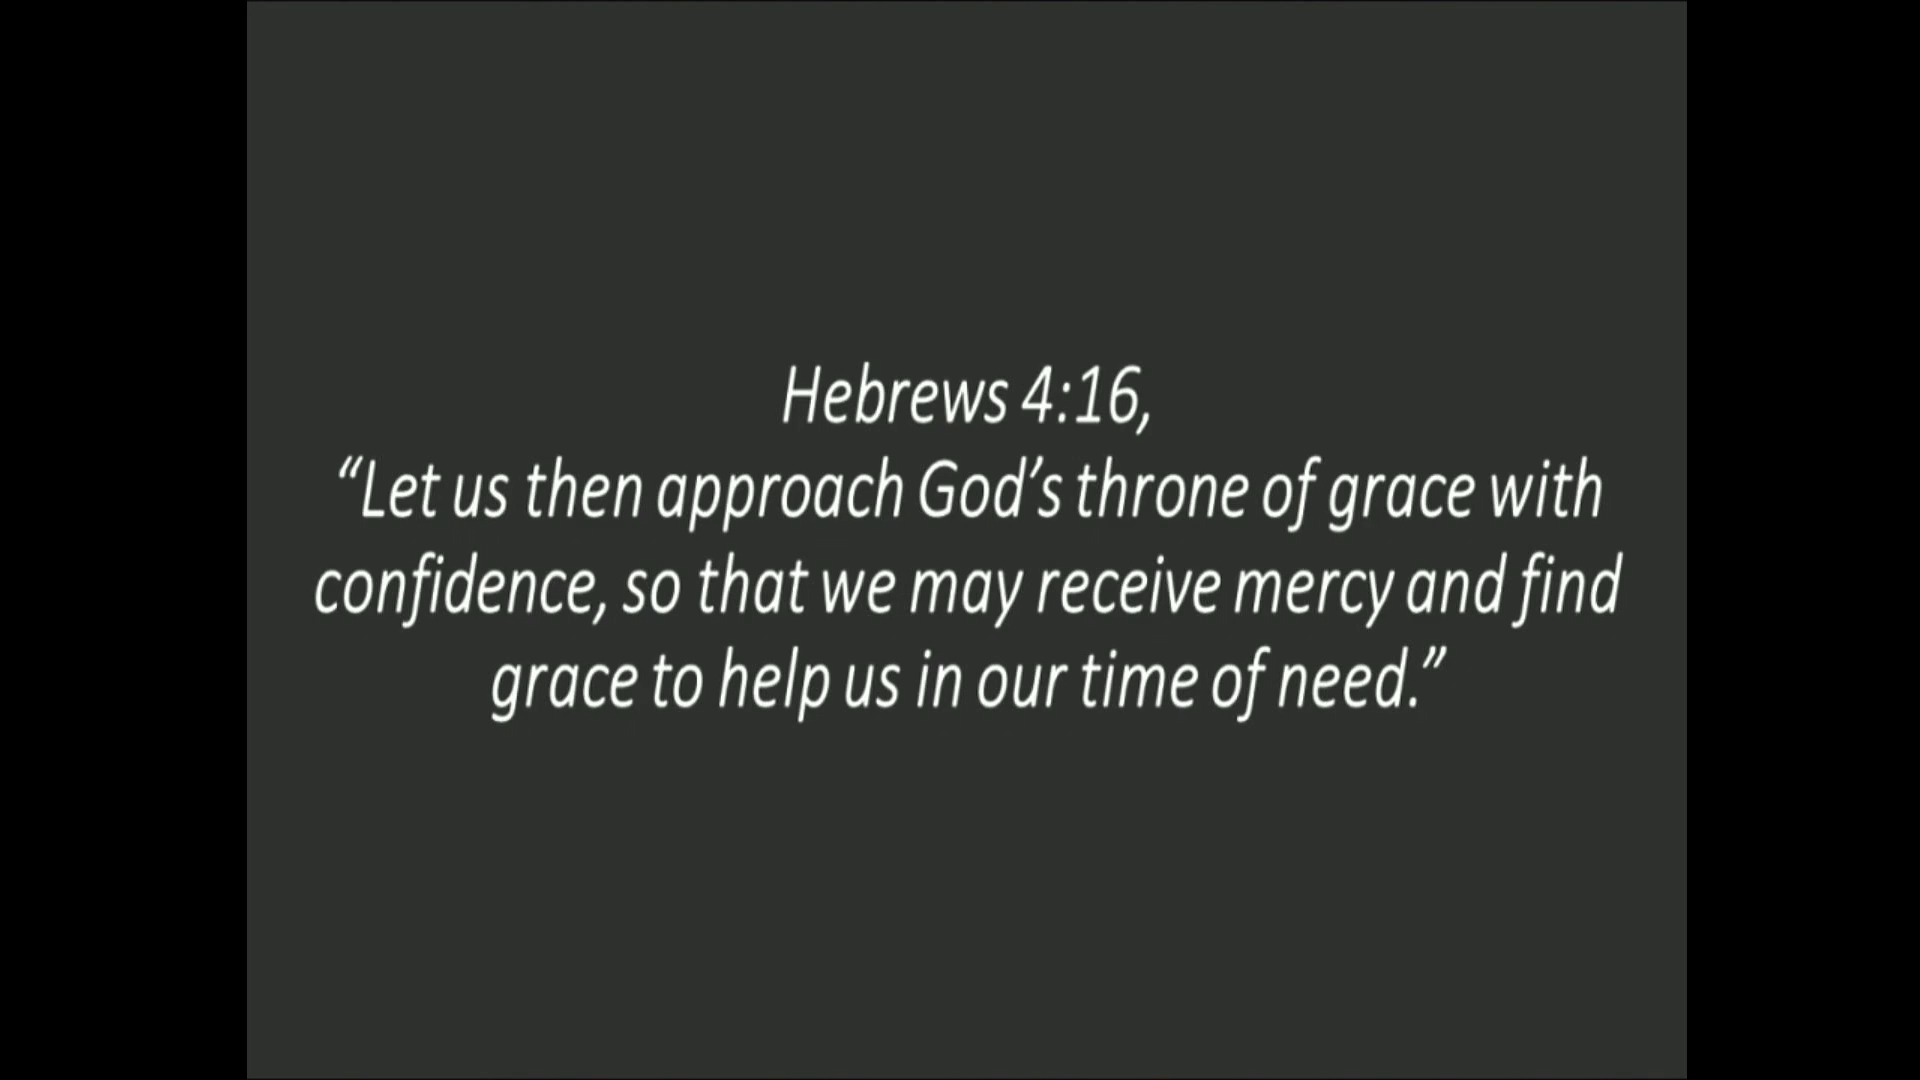 Hebrews 4:16,
“Let us then approach God’s throne of grace with
confidence, so that we may receive mercy and find
grace to help us in our time of need.”